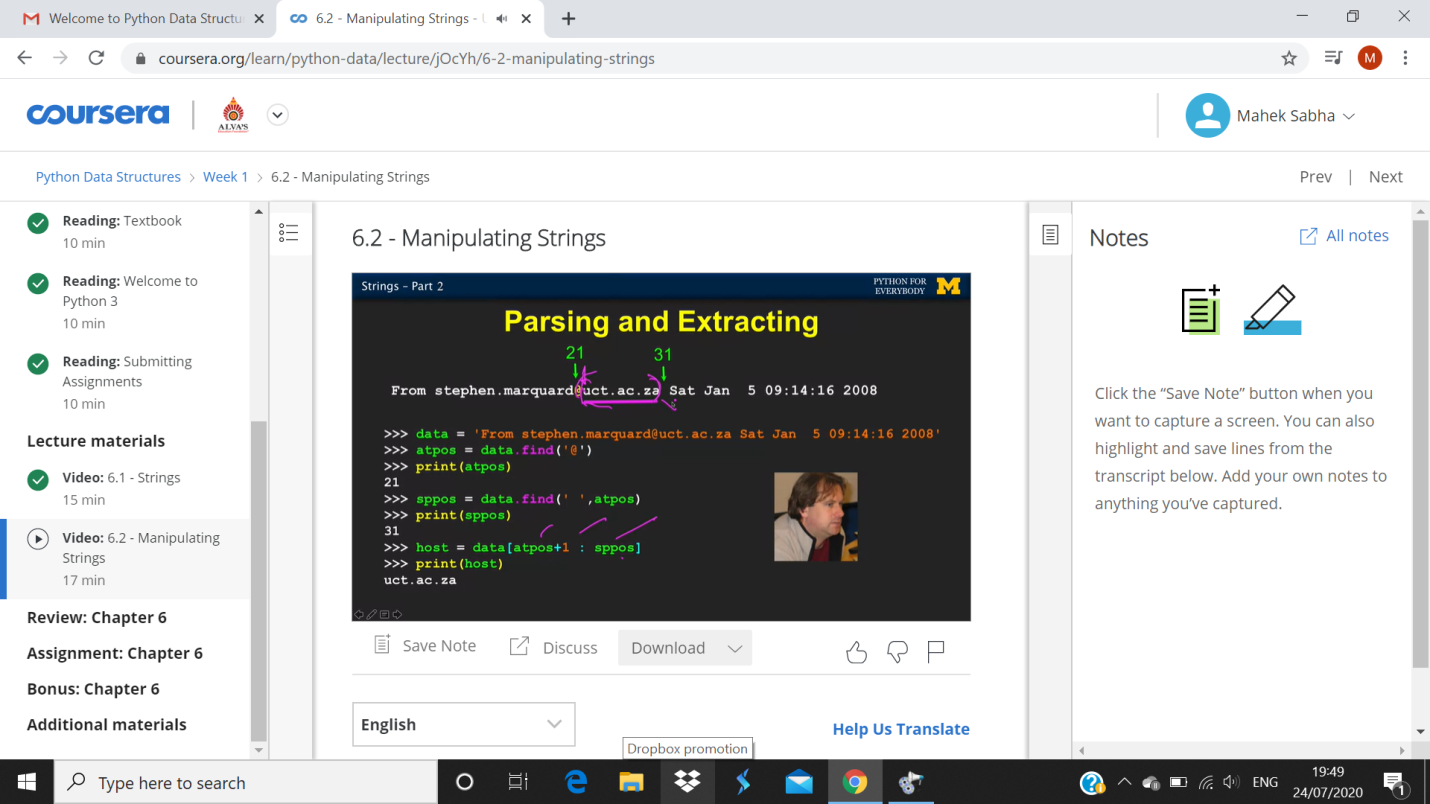 Welcome to Python Data Structu
6.2 - Manipulating Strings -
coursera.org/learn/python-data/lecture/jOcYh/6-2-manipulating-strings
M
coursera
ALVA'S
Mahek Sabha
Python Data Structures > Week 1 > 6.2 - Manipulating Strings
Prev | Next
Reading: Textbook
10 min
Reading: Welcome to
Python 3
10 min
Reading: Submitting
Assignments
10 min
Lecture materials
Video: 6.1 - Strings
15 min
Video: 6.2 - Manipulating
Strings
17 min
Review: Chapter 6
Assignment: Chapter 6
Bonus: Chapter 6
Additional materials
6.2 - Manipulating Strings
Strings - Part 2
PYTHON FOR
EVERYBODY
M
Parsing and Extracting
21 31
From stephen.marquard@uct.ac.za Sat Jan  5 09:14:16 2008
>>> data = 'From stephen.marquard@uct.ac.za Sat Jan  5 09:14:16 2008'
>>> atpos = data.find('@')
>>> print(atpos)
21
>>> sppos = data.find(' ',atpos)
>>> print(sppos)
31
>>> host = data[atpos+1 : sppos]
>>> print(host)
uct.ac.za
Save Note
Discuss
Download
English
Help Us Translate
Dropbox promotion
Notes
All notes
Click the “Save Note” button when you
want to capture a screen. You can also
highlight and save lines from the
transcript below. Add your own notes to
anything you’ve captured.
Type here to search
ENG
19:49
24/07/2020
1